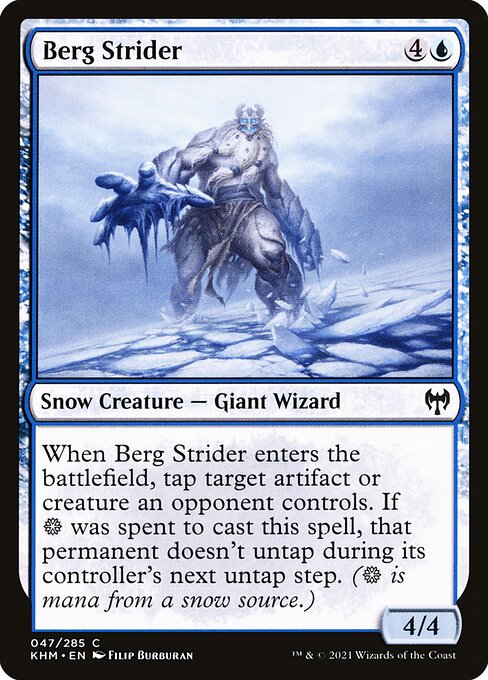 Berg Strider 4
Snow Creature — Giant Wizard
When Berg Strider enters the
battlefield, tap target artifact or
creature an opponent controls. If
was spent to cast this spell, that
permanent doesn't untap during its
controller's next untap step. ( is
mana from a snow source.)
4/4
047/285 C
KHM • EN Filip Burburan
™ & © 2021 Wizards of the Coast